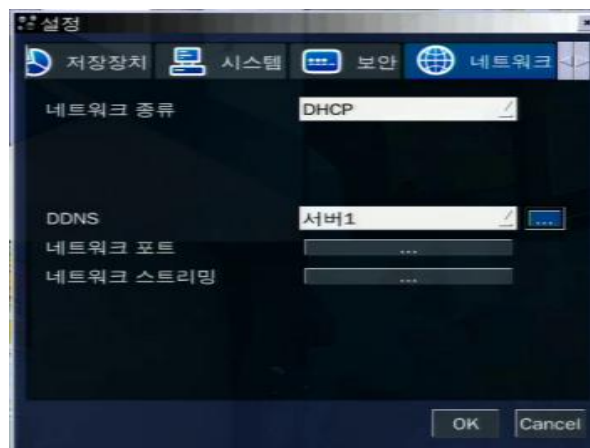 설정
저장장치 시스템 보안 네트워크
네트워크 종류 DHCP
DDNS 서버1 ...
네트워크 포트 ...
네트워크 스트리밍 ...
OK Cancel